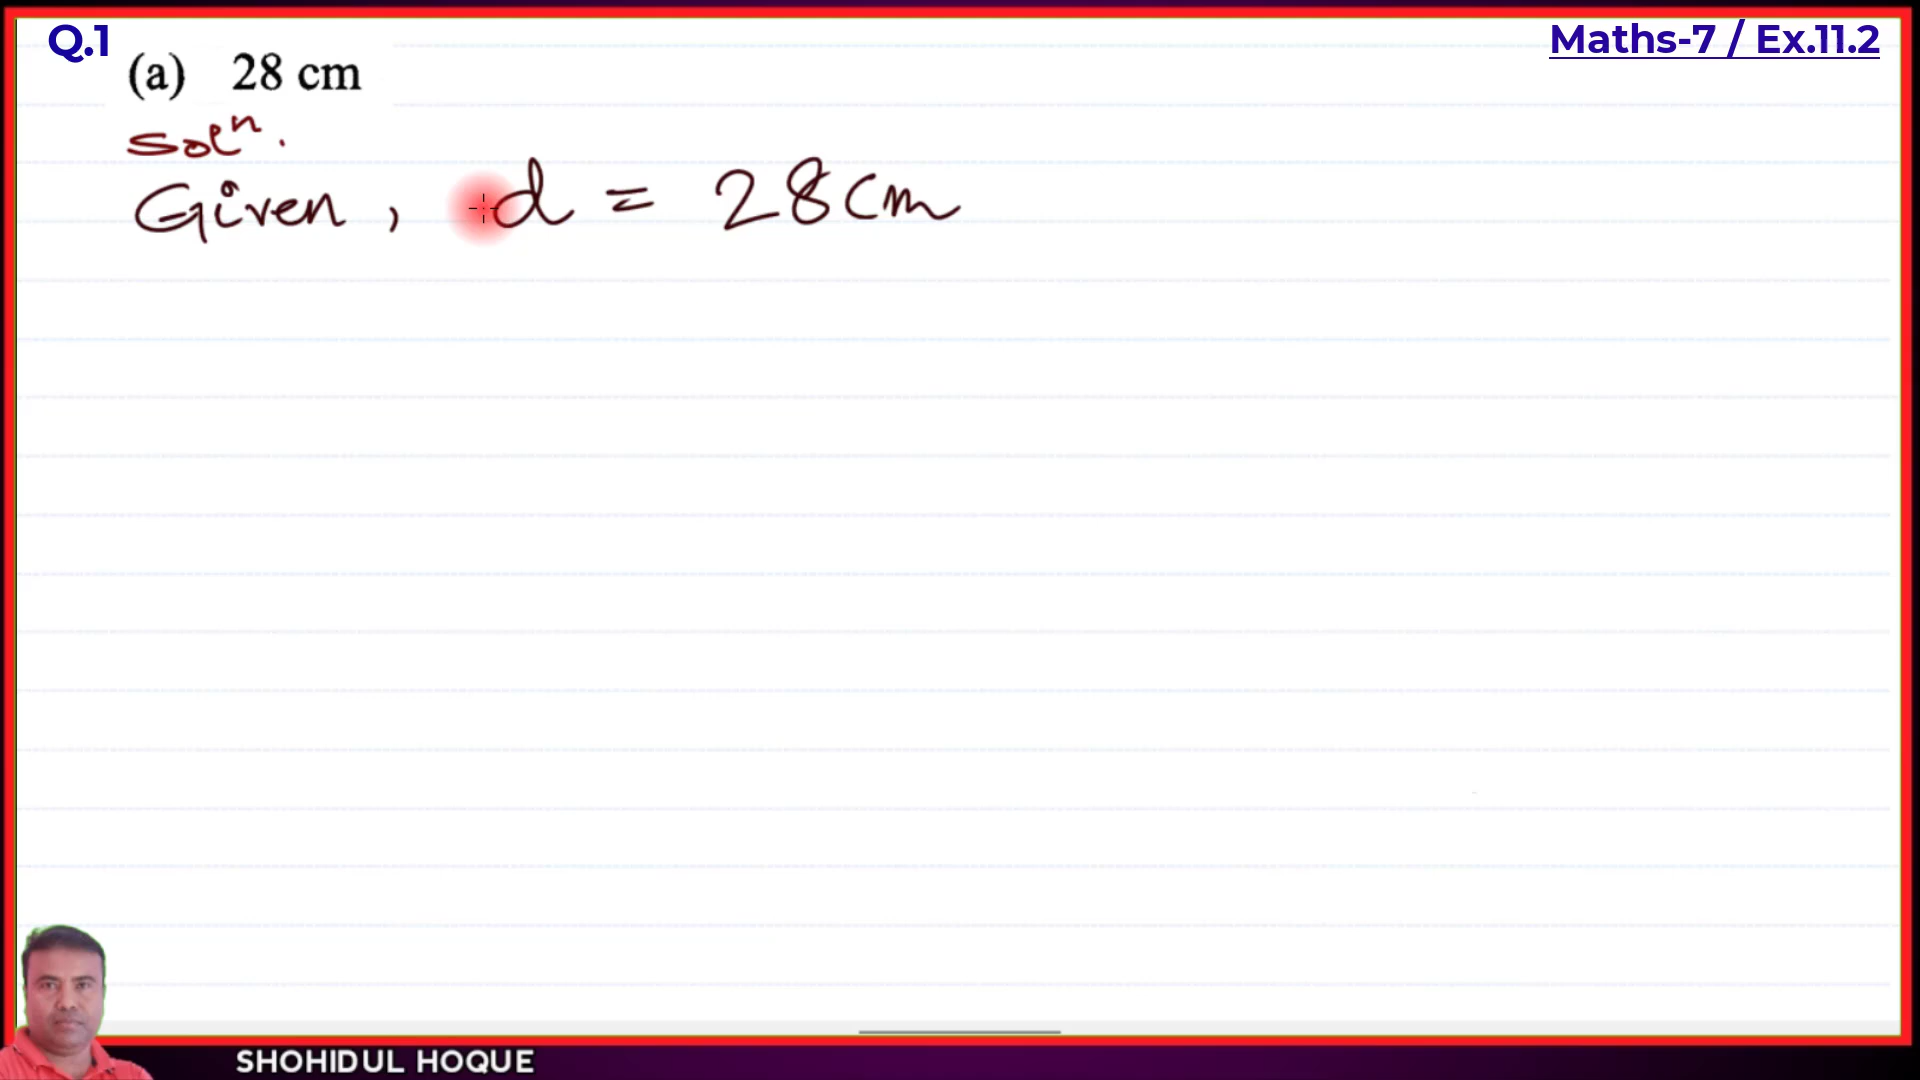 Q.1
Maths-7 / Ex.11.2
(a) 28 cm
Solⁿ.
Given, d = 28cm
SHOHIDUL HOQUE